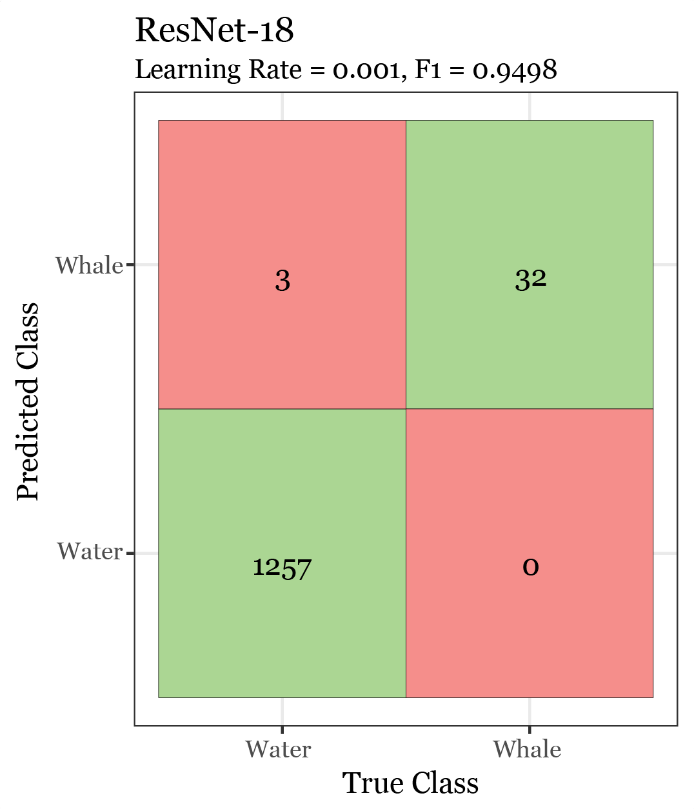 ResNet-18
Learning Rate = 0.001, F1 = 0.9498
Whale
3
32
Predicted Class
Water
1257
0
Water
Whale
True Class